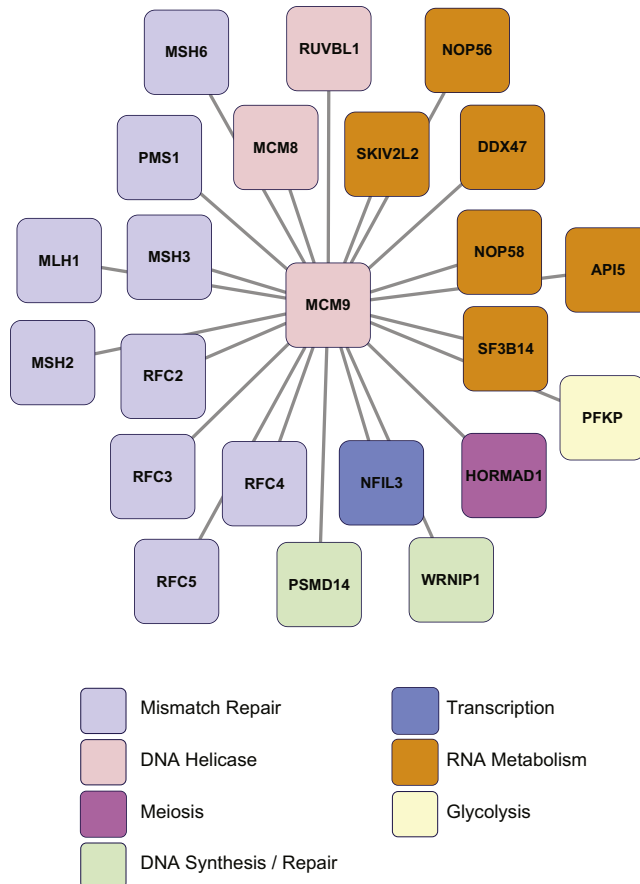 MSH6
RUVBL1
NOP56
PMS1
MCM8
SKIV2L2
DDX47
MLH1
MSH3
NOP58
API5
MCM9
MSH2
RFC2
SF3B14
PFKP
RFC3
RFC4
NFIL3
HORMAD1
RFC5
PSMD14
WRNIP1
Mismatch Repair
DNA Helicase
Meiosis
DNA Synthesis / Repair
Transcription
RNA Metabolism
Glycolysis